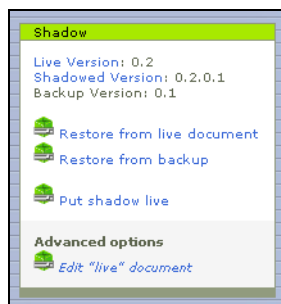 Shadow
Live Version: 0.2
Shadowed Version: 0.2.0.1
Backup Version: 0.1
Restore from live document
Restore from backup
Put shadow live
Advanced options
Edit "live" document